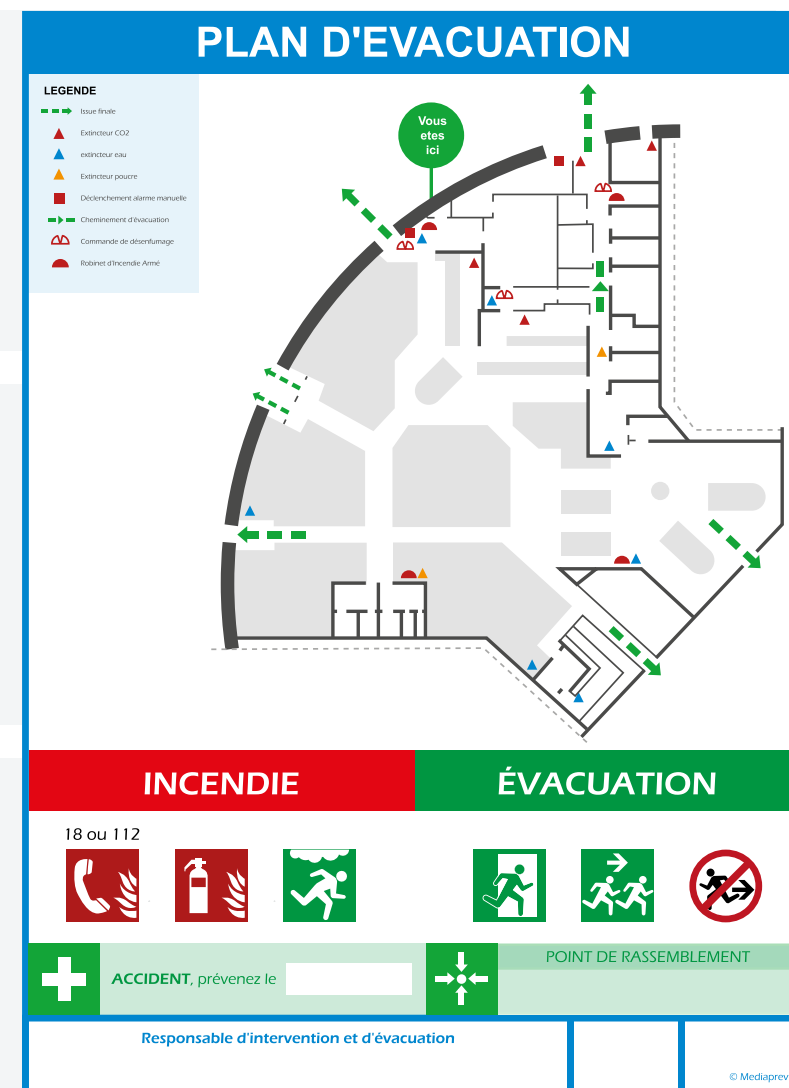 PLAN D'EVACUATION
LEGENDE
Issue finale
Extincteur CO2
extincteur eau
Extincteur poucre
Déclenchement alarme manuelle
Cheminement d'évacuation
Commande de désenfumage
Robinet d'Incendie Armé
Vous
etes
ici
INCENDIE
ÉVACUATION
18 ou 112
ACCIDENT, prévenez le
POINT DE RASSEMBLEMENT
Responsable d'intervention et d'évacuation
© Mediaprev